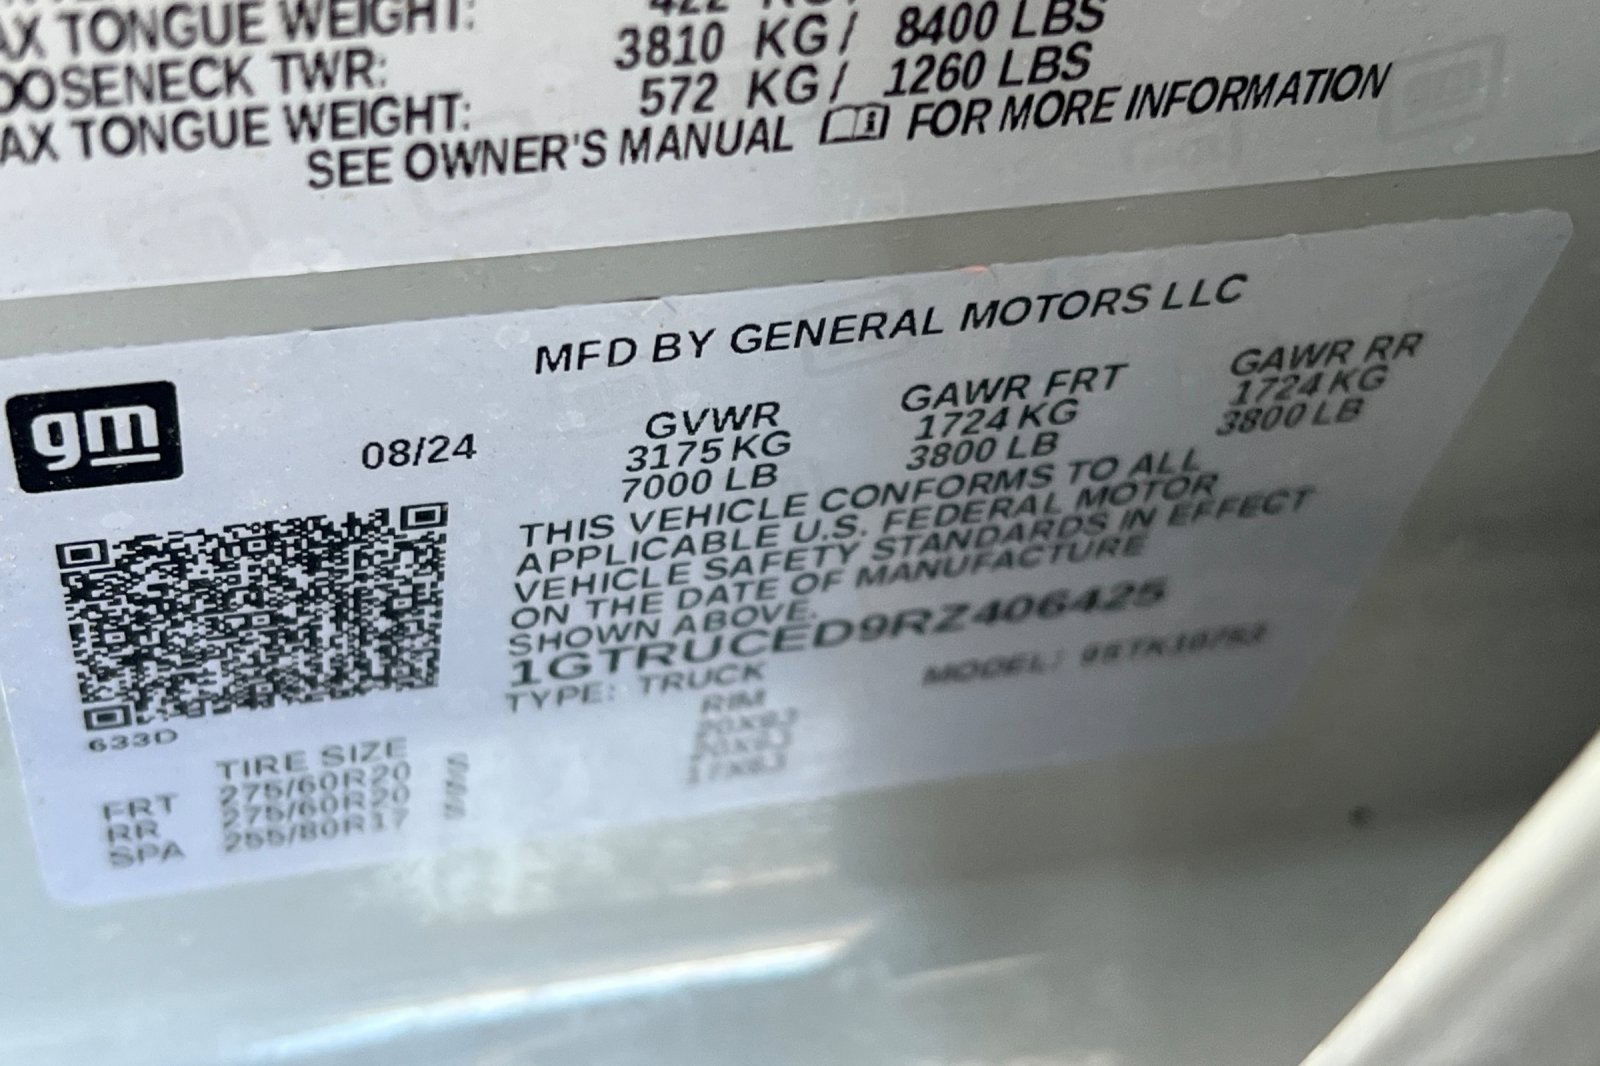 AX TONGUE WEIGHT: 422 KG/
OOSENECK TWR: 3810 KG/ 8400 LBS
AX TONGUE WEIGHT: 572 KG/ 1260 LBS
SEE OWNER'S MANUAL FOR MORE INFORMATION
MFD BY GENERAL MOTORS LLC
gm
08/24
GVWR GAWR FRT GAWR RR
3175 KG 1724 KG 1724 KG
7000 LB 3800 LB 3800 LB
THIS VEHICLE CONFORMS TO ALL
APPLICABLE U.S. FEDERAL MOTOR
VEHICLE SAFETY STANDARDS IN EFFECT
ON THE DATE OF MANUFACTURE
SHOWN ABOVE.
1GTRUCED9RZ406425
TYPE: TRUCK MODEL:
633D
TIRE SIZE RIM
FRT 275/60R20
RR 275/60R20
SPA 255/80R17